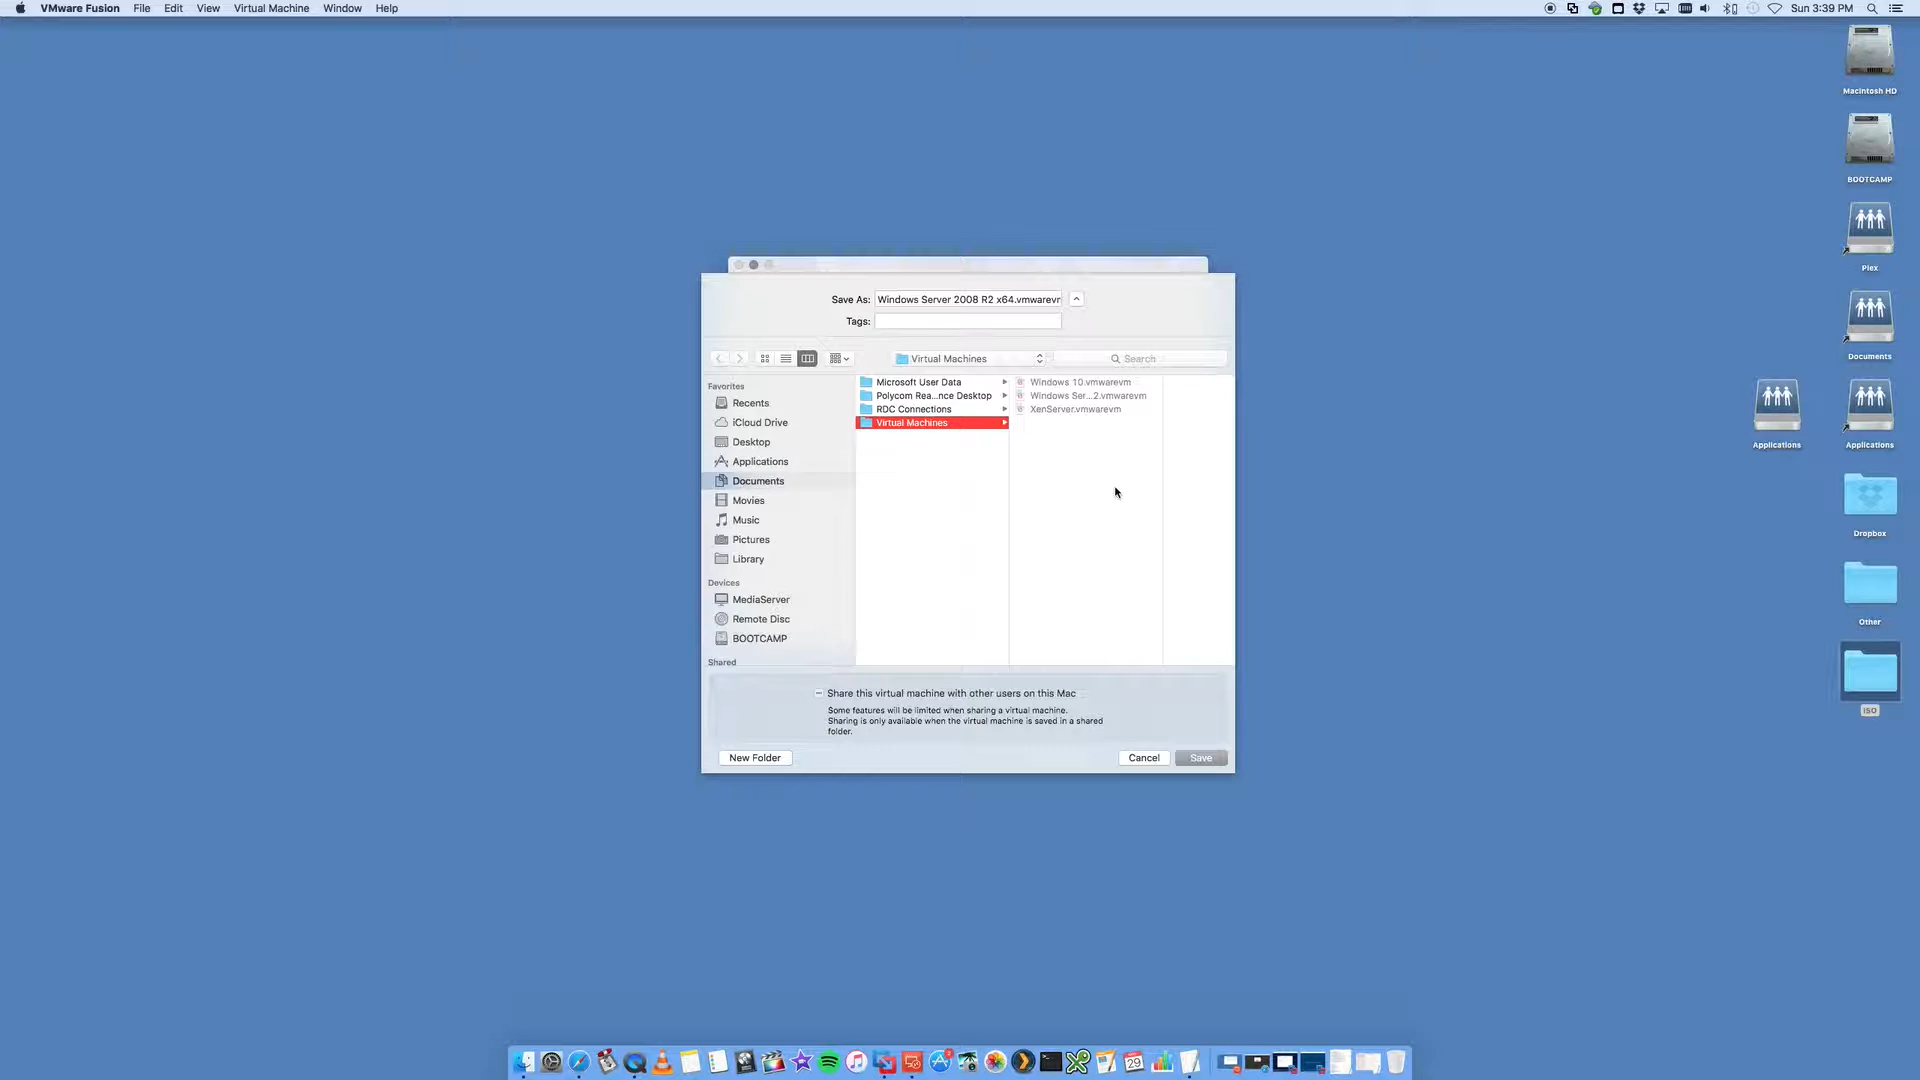 VMware Fusion File Edit View Virtual Machine Window Help
Sun 3:39 PM
Macintosh HD
BOOTCAMP
Plex
Documents
Applications
Applications
Dropbox
Other
ISO
Save As: Windows Server 2008 R2 x64.vmwarevm
Tags:
Virtual Machines
Search
Favorites
Recents
iCloud Drive
Desktop
Applications
Documents
Movies
Music
Pictures
Library
Devices
MediaServer
Remote Disc
BOOTCAMP
Shared
Microsoft User Data
Polycom Rea...nce Desktop
RDC Connections
Virtual Machines
Windows 10.vmwarevm
Windows Ser...2.vmwarevm
XenServer.vmwarevm
Share this virtual machine with other users on this Mac
Some features will be limited when sharing a virtual machine.
Sharing is only available when the virtual machine is saved in a shared
folder.
New Folder
Cancel
Save
29